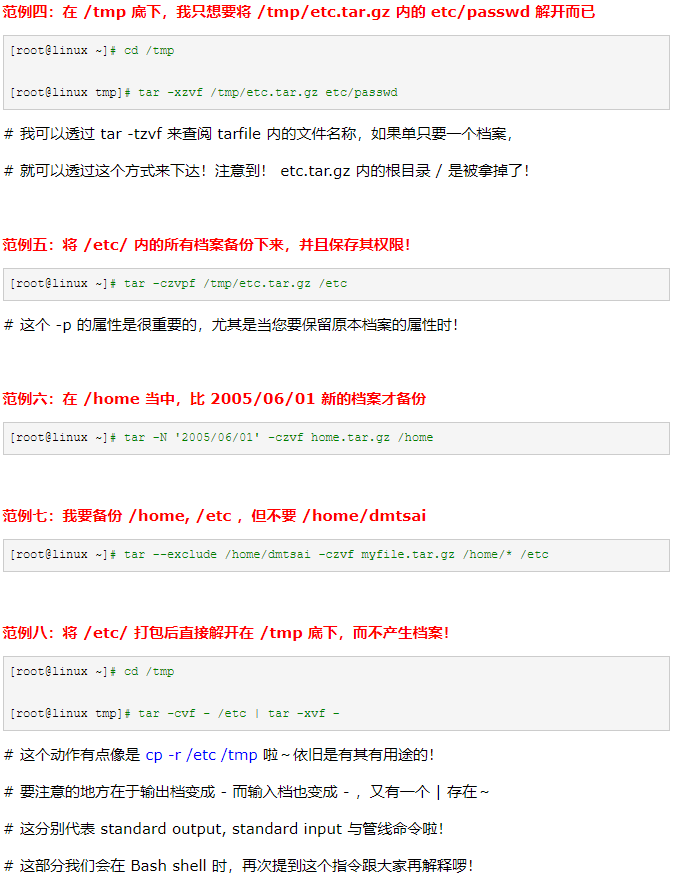 范例四：在 /tmp 底下，我只想要将 /tmp/etc.tar.gz 内的 etc/passwd 解开而已
[root@linux ~]# cd /tmp
[root@linux tmp]# tar -xzvf /tmp/etc.tar.gz etc/passwd
# 我可以透过 tar -tzvf 来查阅 tarfile 内的文件名称，如果单只要一个档案，
# 就可以透过这个方式来下达！注意到！ etc.tar.gz 内的根目录 / 是被拿掉了！
范例五：将 /etc/ 内的所有档案备份下来，并且保存其权限！
[root@linux ~]# tar -czvpf /tmp/etc.tar.gz /etc
# 这个 -p 的属性是很重要的，尤其是当您要保留原本档案的属性时！
范例六：在 /home 当中，比 2005/06/01 新的档案才备份
[root@linux ~]# tar -N '2005/06/01' -czvf home.tar.gz /home
范例七：我要备份 /home, /etc ，但不要 /home/dmtsai
[root@linux ~]# tar --exclude /home/dmtsai -czvf myfile.tar.gz /home/* /etc
范例八：将 /etc/ 打包后直接解开在 /tmp 底下，而不产生档案！
[root@linux ~]# cd /tmp
[root@linux tmp]# tar -cvf - /etc | tar -xvf -
# 这个动作有点像是 cp -r /etc /tmp 啦～依旧是有其有用途的！
# 要注意的地方在于输出档变成 - 而输入档也变成 - ，又有一个 | 存在～
# 这分别代表 standard output, standard input 与管线命令啦！
# 这部分我们会在 Bash shell 时，再次提到这个指令跟大家再解释啰！